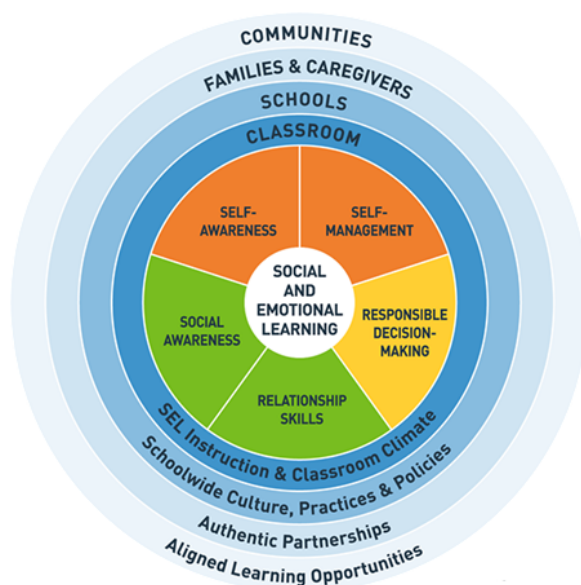 COMMUNITIES
FAMILIES & CAREGIVERS
SCHOOLS
CLASSROOM
SELF-
AWARENESS
SELF-
MANAGEMENT
SOCIAL
AND
EMOTIONAL
LEARNING
SOCIAL
AWARENESS
RESPONSIBLE
DECISION-
MAKING
RELATIONSHIP
SKILLS
SEL Instruction & Classroom Climate
Schoolwide Culture, Practices & Policies
Authentic Partnerships
Aligned Learning Opportunities